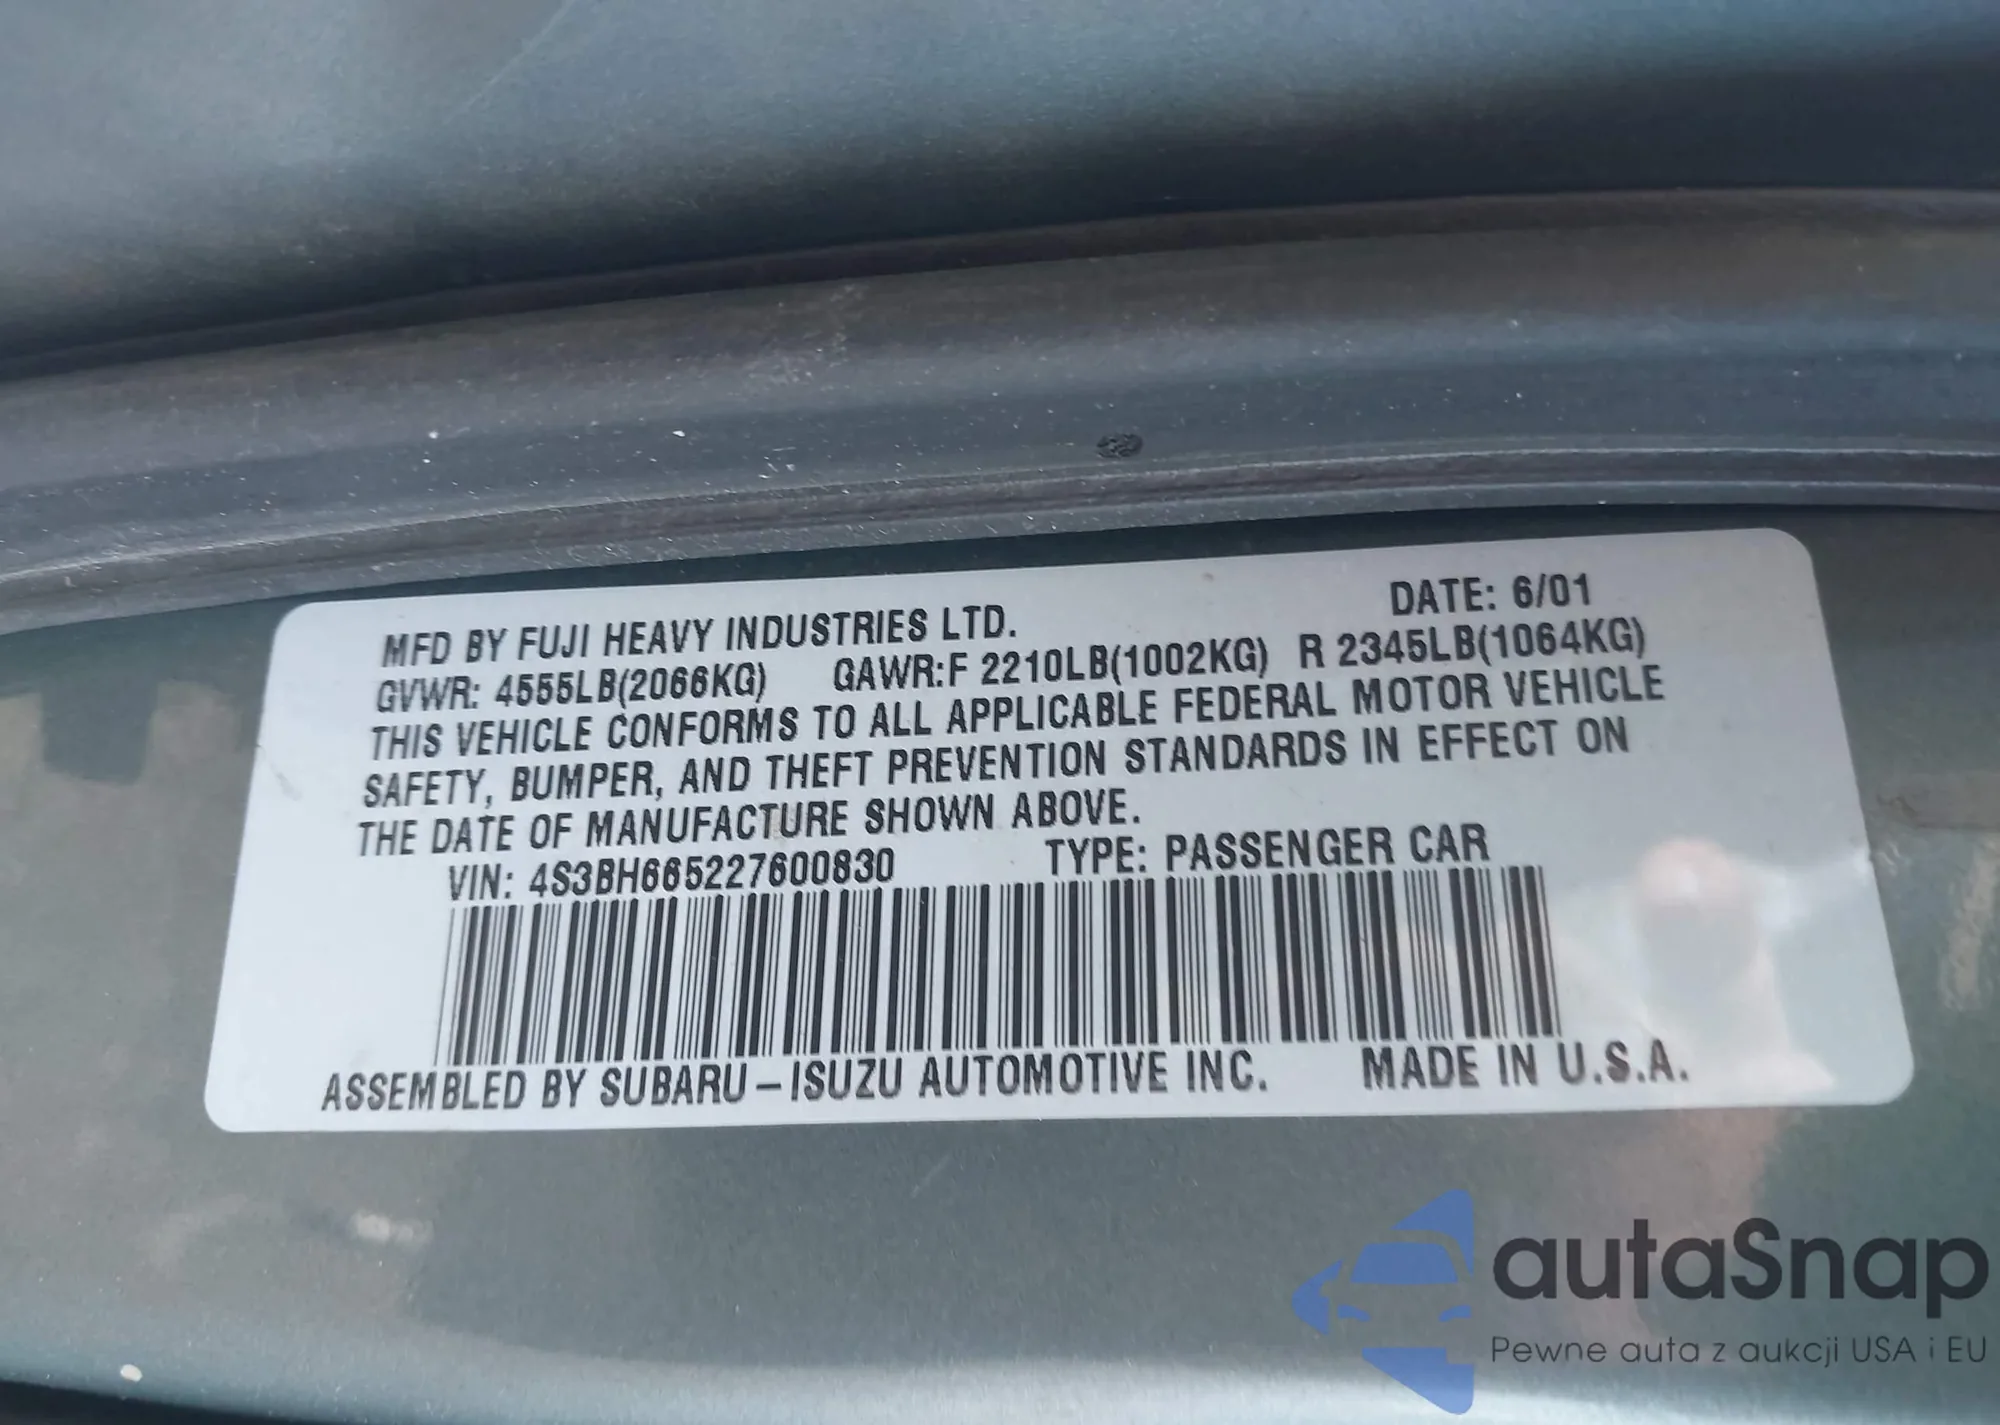 MFD BY FUJI HEAVY INDUSTRIES LTD. DATE: 6/01
GVWR: 4555LB(2066KG) GAWR:F 2210LB(1002KG) R 2345LB(1064KG)
THIS VEHICLE CONFORMS TO ALL APPLICABLE FEDERAL MOTOR VEHICLE
SAFETY, BUMPER, AND THEFT PREVENTION STANDARDS IN EFFECT ON
THE DATE OF MANUFACTURE SHOWN ABOVE.
VIN: 4S3BH665227600830 TYPE: PASSENGER CAR
ASSEMBLED BY SUBARU-ISUZU AUTOMOTIVE INC. MADE IN U.S.A.
autaSnap
Pewne auta z aukcji USA i EU